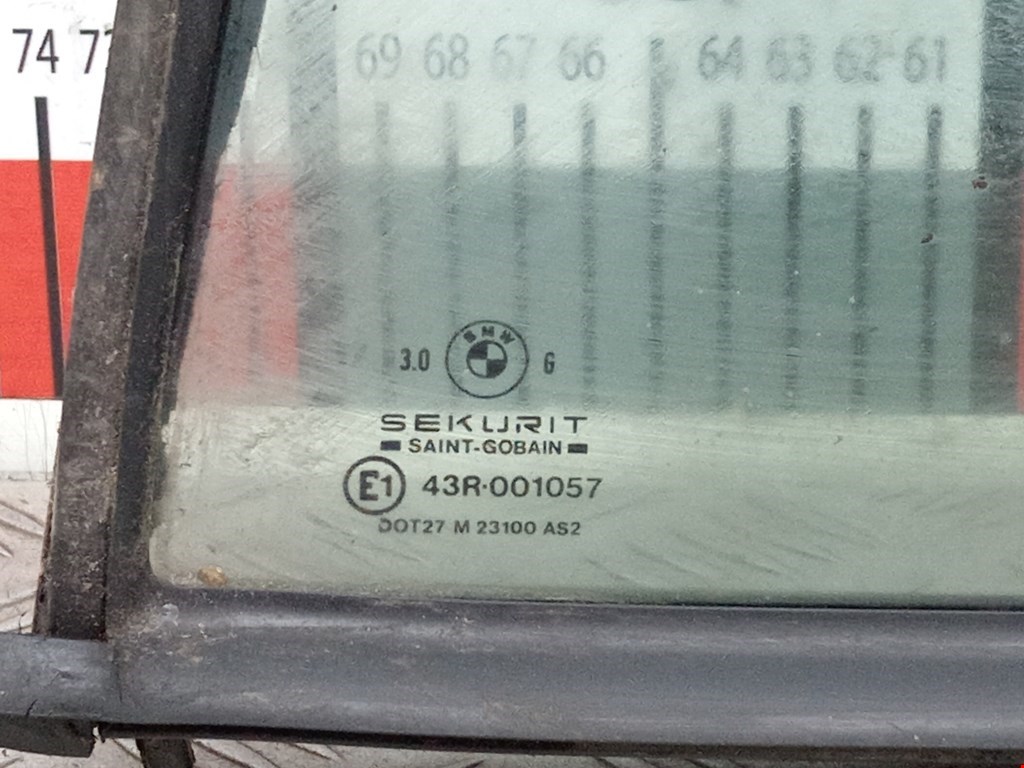 74 7
69 68 67 66 64 63 62 61
BMW
3.0 G
SEKURIT
SAINT-GOBAIN
E1 43R-001057
DOT27 M 23100 AS2